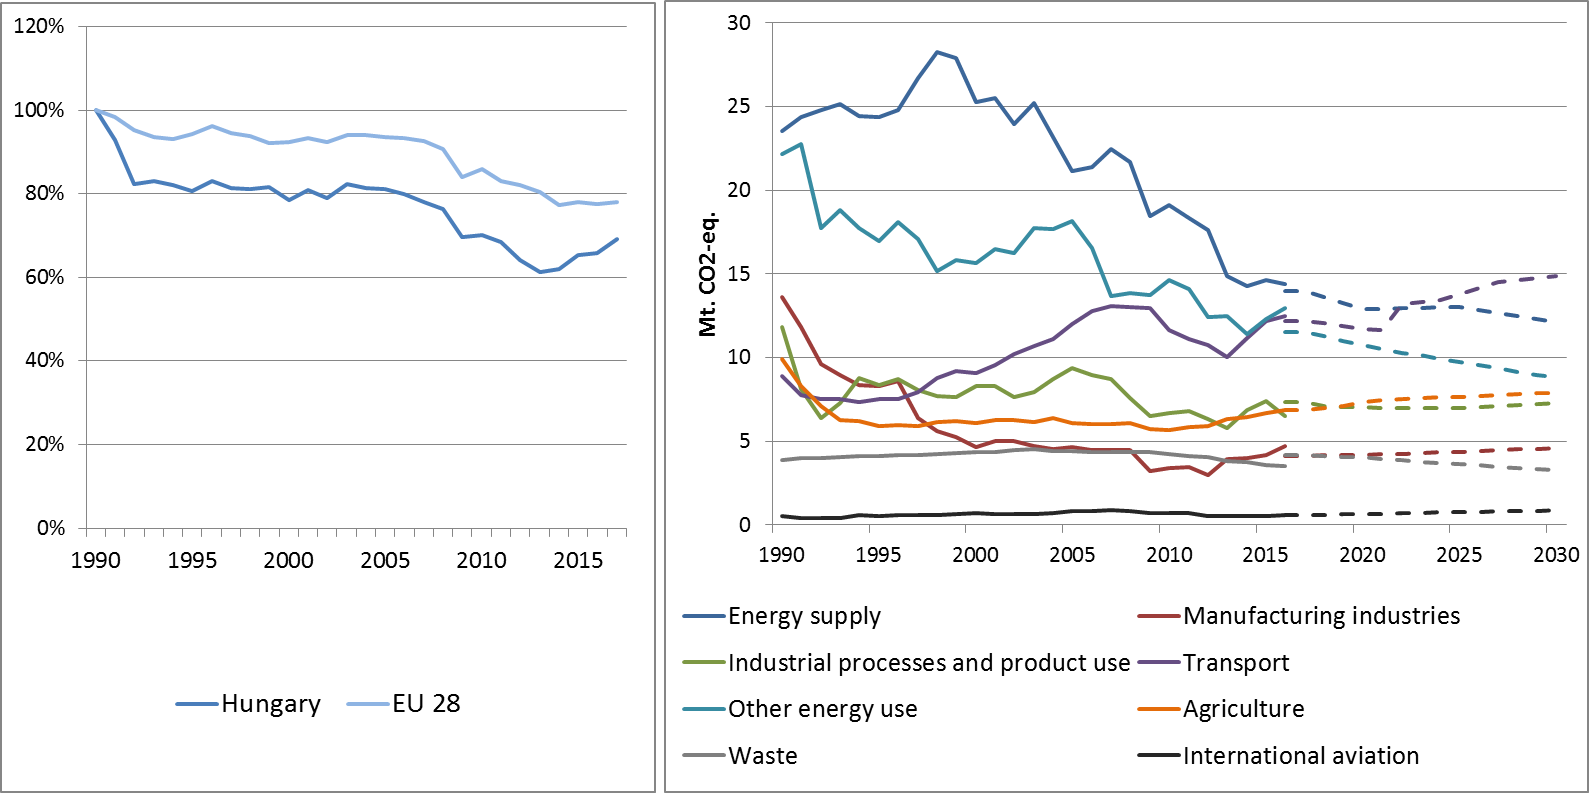 120%
100%
80%
60%
40%
20%
0%
1990 1995 2000 2005 2010 2015
Hungary EU 28
30
25
20
15
10
5
0
Mt. CO2-eq.
1990 1995 2000 2005 2010 2015 2020 2025 2030
Energy supply Manufacturing industries
Industrial processes and product use Transport
Other energy use Agriculture
Waste International aviation